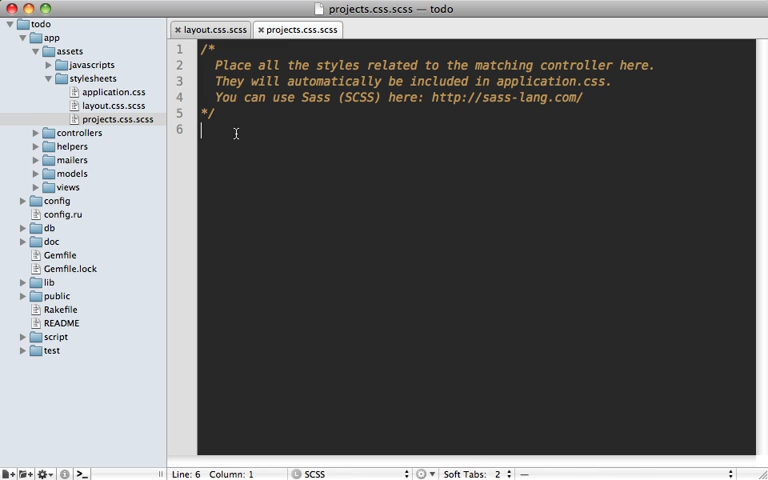 projects.css.scss — todo
todo
app
assets
javascripts
stylesheets
application.css
layout.css.scss
projects.css.scss
controllers
helpers
mailers
models
views
config
config.ru
db
doc
Gemfile
Gemfile.lock
lib
public
Rakefile
README
script
test
layout.css.scss
projects.css.scss
1 /*
2 Place all the styles related to the matching controller here.
3 They will automatically be included in application.css.
4 You can use Sass (SCSS) here: http://sass-lang.com/
5 */
6
Line: 6 Column: 1
L SCSS
Soft Tabs: 2
—